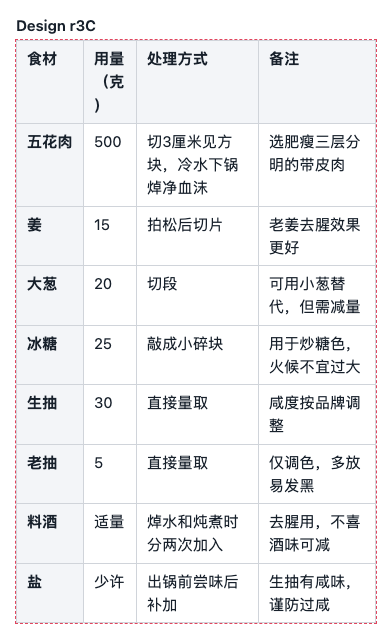 Design r3C
食材
用量
（克
）
处理方式
备注
五花肉
500
切3厘米见方
块，冷水下锅
焯净血沫
选肥瘦三层分
明的带皮肉
姜
15
拍松后切片
老姜去腥效果
更好
大葱
20
切段
可用小葱替
代，但需减量
冰糖
25
敲成小碎块
用于炒糖色，
火候不宜过大
生抽
30
直接量取
咸度按品牌调
整
老抽
5
直接量取
仅调色，多放
易发黑
料酒
适量
焯水和炖煮时
分两次加入
去腥用，不喜
酒味可减
盐
少许
出锅前尝味后
补加
生抽有咸味，
谨防过咸